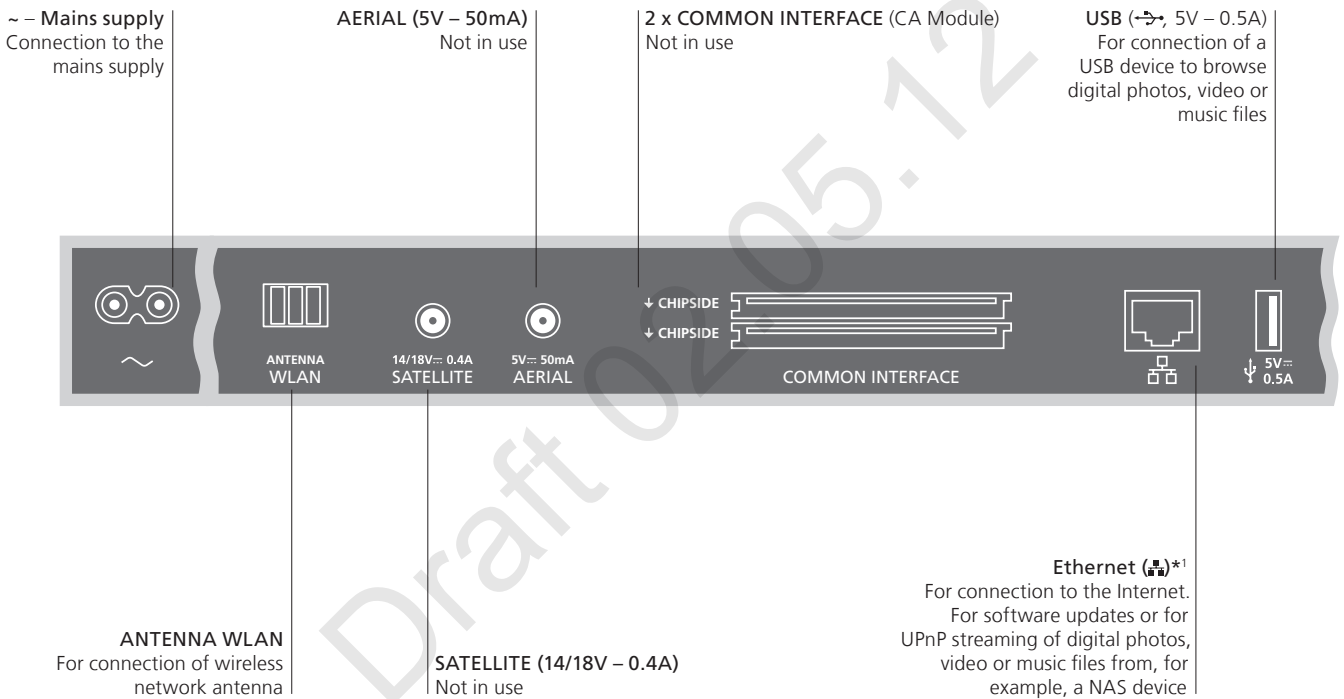 ~ – Mains supply
Connection to the
mains supply
AERIAL (5V – 50mA)
Not in use
2 x COMMON INTERFACE (CA Module)
Not in use
USB (, 5V – 0.5A)
For connection of a
USB device to browse
digital photos, video or
music files
CHIPSIDE
CHIPSIDE
ANTENNA
WLAN
14/18V⎓ 0.4A
SATELLITE
5V⎓ 50mA
AERIAL
COMMON INTERFACE
5V⎓
0.5A
Draft 02.05.12
ANTENNA WLAN
For connection of wireless
network antenna
SATELLITE (14/18V – 0.4A)
Not in use
Ethernet ()*1
For connection to the Internet.
For software updates or for
UPnP streaming of digital photos,
video or music files from, for
example, a NAS device